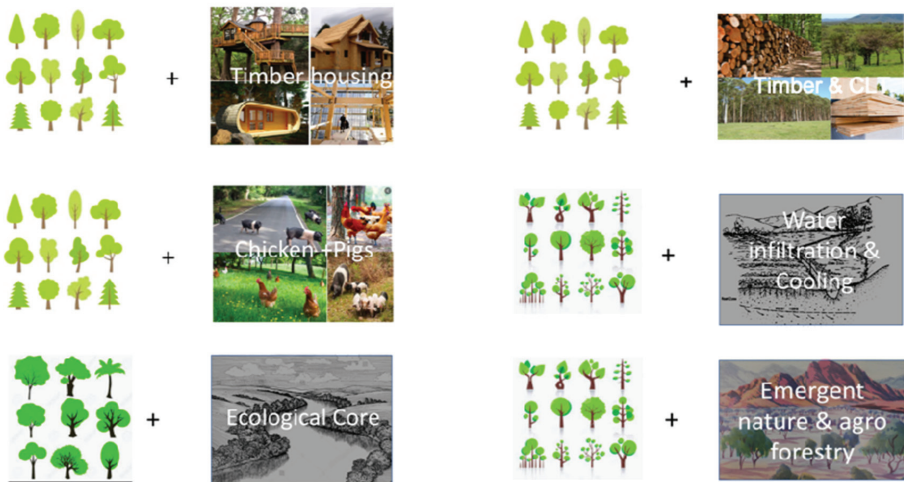 +
Timber housing
+
Timber & CLT
+
Chicken +Pigs
+
Water
infiltration &
Cooling
+
Ecological Core
+
Emergent
nature & agro
forestry